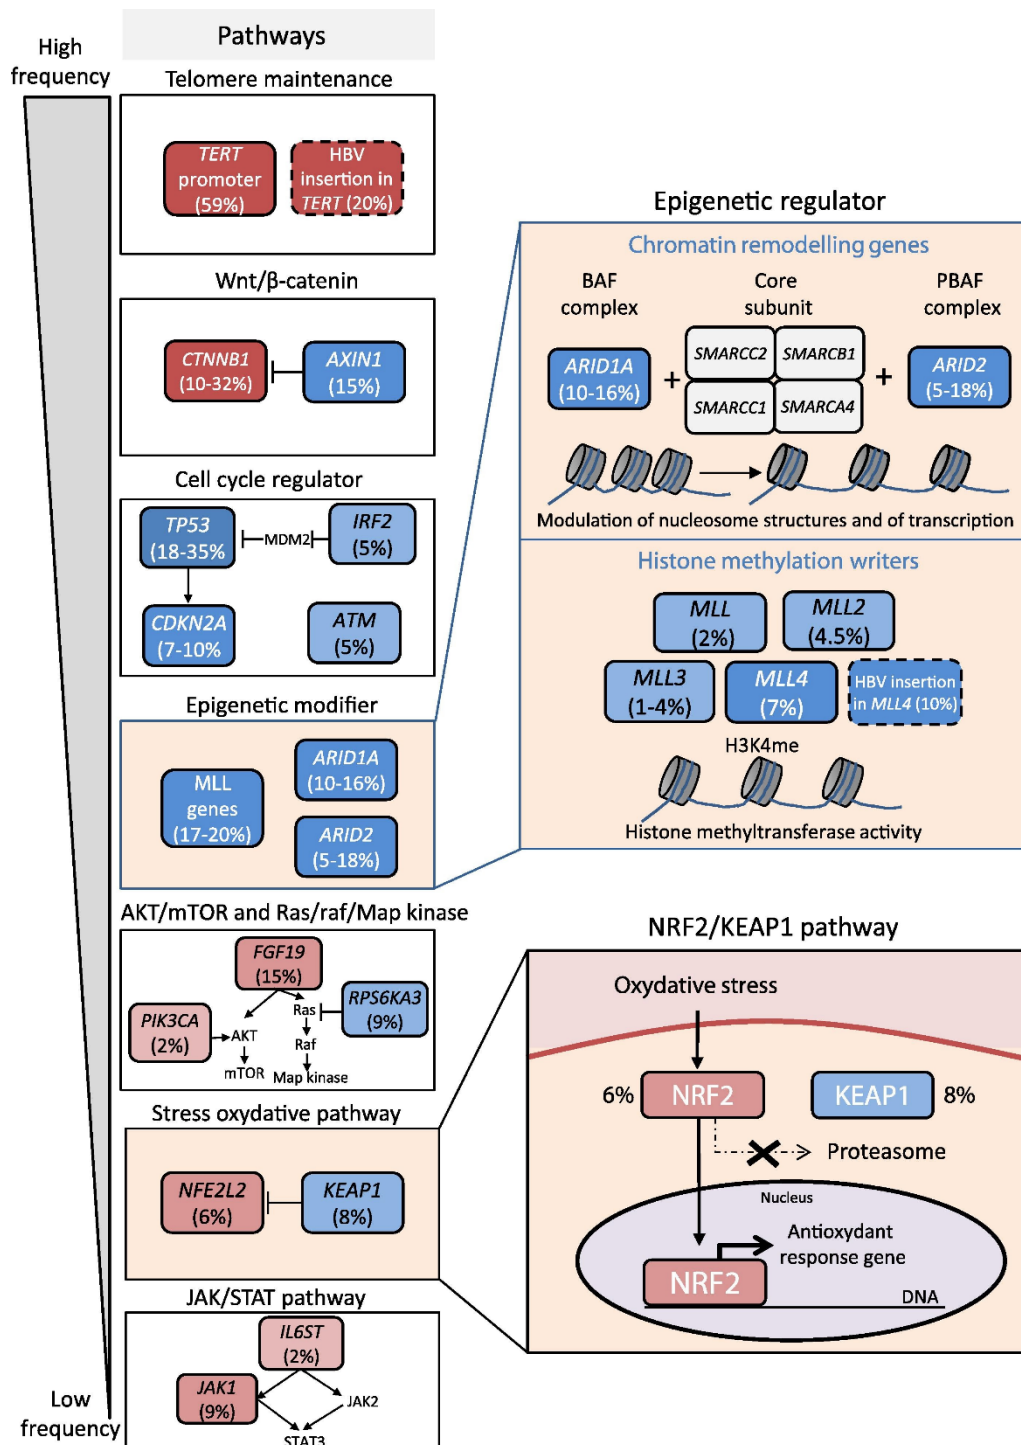 High
frequency
Pathways
Telomere maintenance
TERT
promoter
(59%)
HBV
insertion in
TERT (20%)
Wnt/β-catenin
CTNNB1
(10-32%)
AXIN1
(15%)
Cell cycle regulator
TP53
(18-35%
MDM2
IRF2
(5%)
CDKN2A
(7-10%
ATM
(5%)
Epigenetic modifier
MLL
genes
(17-20%)
ARID1A
(10-16%)
ARID2
(5-18%)
AKT/mTOR and Ras/raf/Map kinase
FGF19
(15%)
PIK3CA
(2%)
AKT
mTOR
Ras
Raf
Map kinase
RPS6KA3
(9%)
Stress oxydative pathway
NFE2L2
(6%)
KEAP1
(8%)
JAK/STAT pathway
IL6ST
(2%)
JAK1
(9%)
JAK2
STAT3
Low
frequency
Epigenetic regulator
Chromatin remodelling genes
BAF
complex
Core
subunit
PBAF
complex
ARID1A
(10-16%)
+
SMARCC2
SMARCB1
SMARCC1
SMARCA4
+
ARID2
(5-18%)
Modulation of nucleosome structures and of transcription
Histone methylation writers
MLL
(2%)
MLL2
(4.5%)
MLL3
(1-4%)
MLL4
(7%)
HBV insertion
in MLL4 (10%)
H3K4me
Histone methyltransferase activity
NRF2/KEAP1 pathway
Oxydative stress
6%
NRF2
KEAP1
8%
Proteasome
Nucleus
Antioxydant
response gene
NRF2
DNA